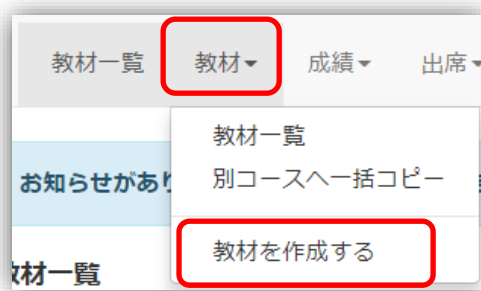 教材一覧 教材 成績 出席
教材一覧
お知らせがあり
別コースへ一括コピー
教材を作成する
教材一覧